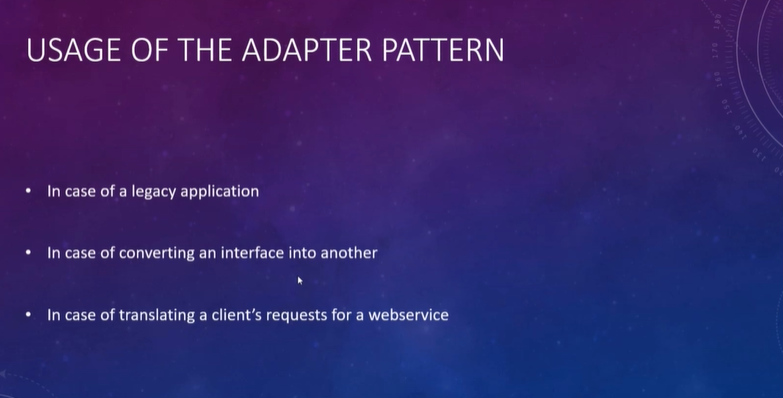 USAGE OF THE ADAPTER PATTERN
• In case of a legacy application
• In case of converting an interface into another
• In case of translating a client's requests for a webservice